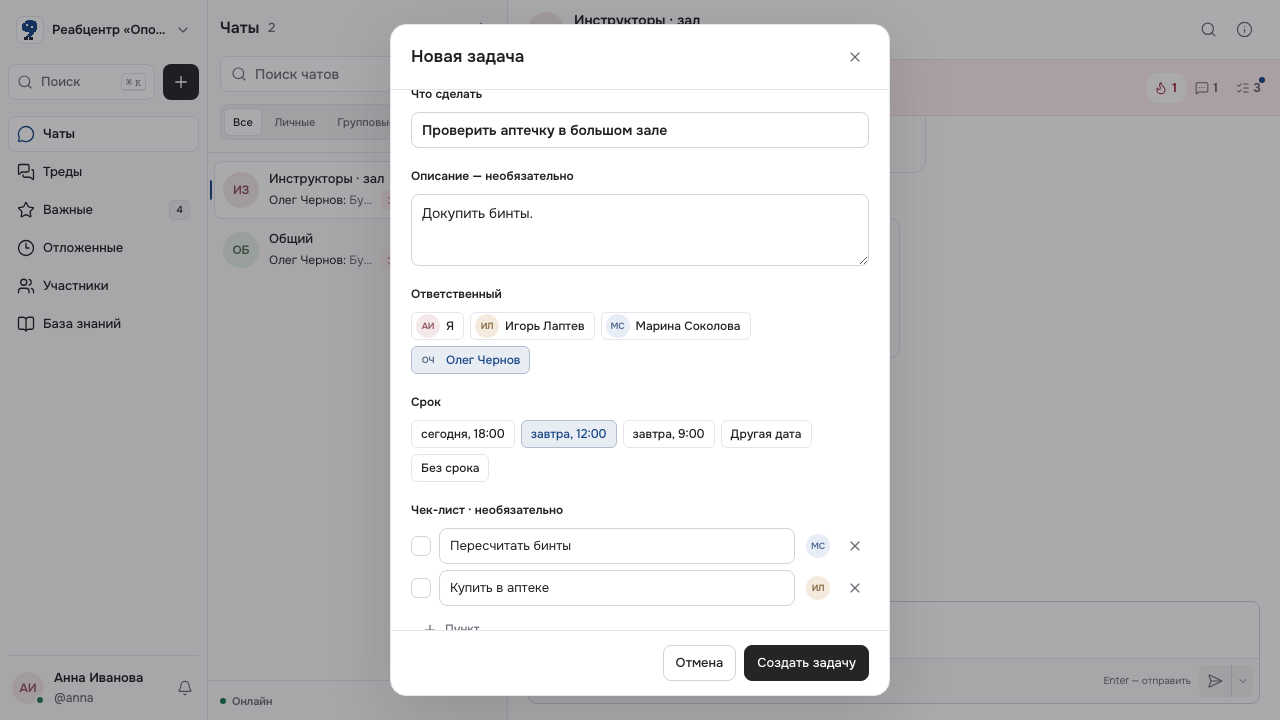 Реабцентр «Опо...
Поиск
⌘ K
Чаты
Треды
Важные
4
Отложенные
Участники
База знаний
АИ
Анна Иванова
@anna
Чаты 2
Поиск чатов
Все
Личные
ИЗ
Инструкторы · зал
Олег Чернов: Бу...
ОБ
Общий
Олег Чернов: Бу...
Онлайн
Инструкторы · зал
1
1
3
Enter — отправить
Новая задача
Что сделать
Проверить аптечку в большом зале
Описание — необязательно
Докупить бинты.
Ответственный
АИ Я
ИЛ Игорь Лаптев
МС Марина Соколова
ОЧ Олег Чернов
Срок
сегодня, 18:00
завтра, 12:00
завтра, 9:00
Другая дата
Без срока
Чек-лист · необязательно
Пересчитать бинты
МС
Купить в аптеке
ИЛ
Пункт
Отмена
Создать задачу